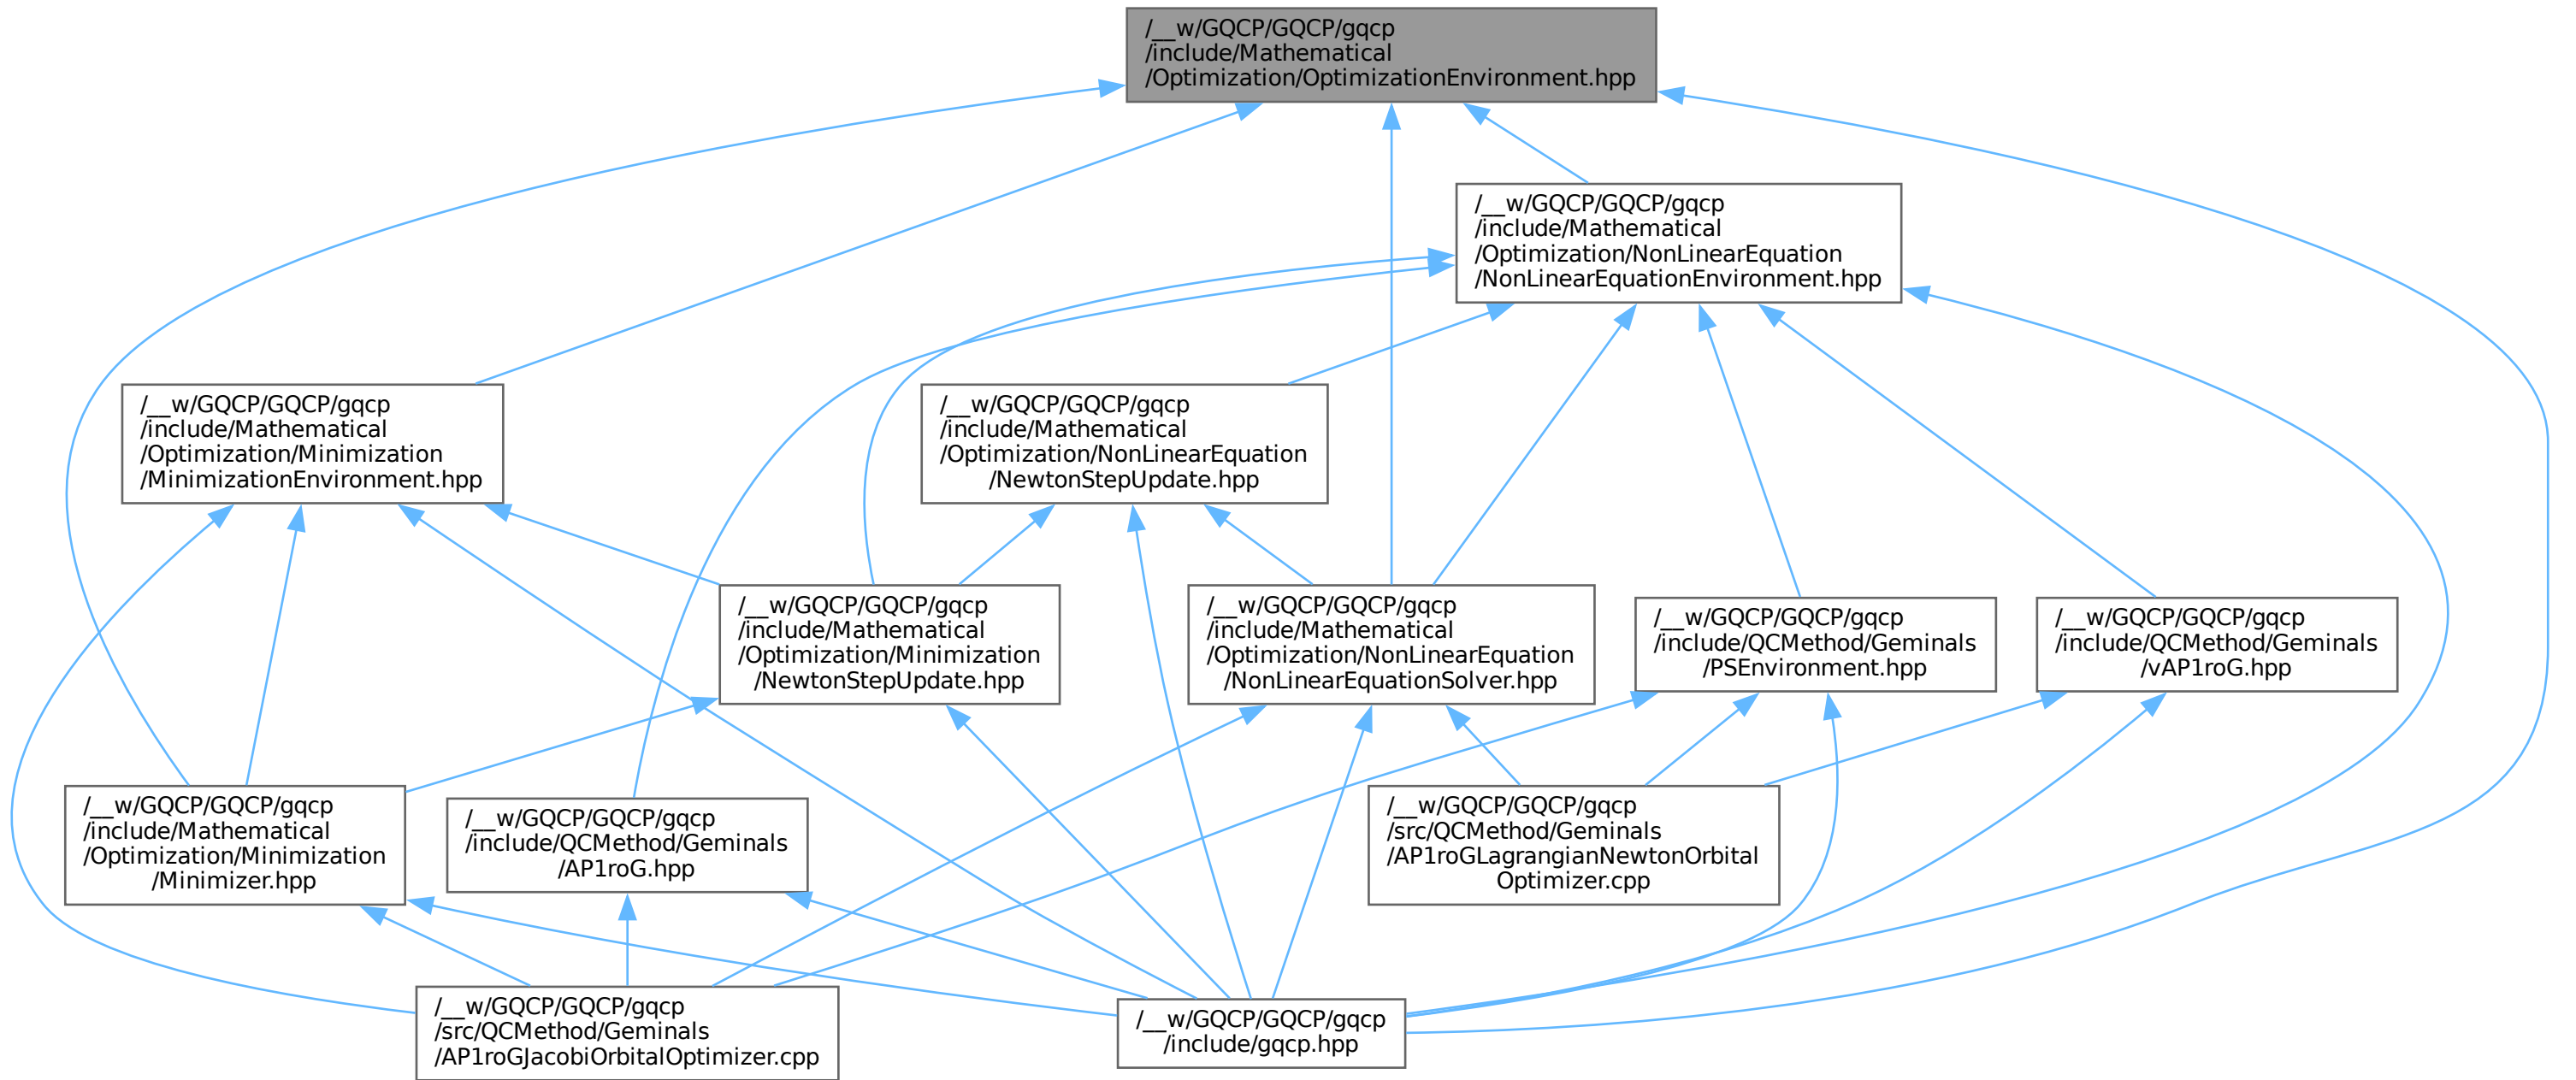 /__w/GQCP/GQCP/gqcp
/include/Mathematical
/Optimization/OptimizationEnvironment.hpp
/__w/GQCP/GQCP/gqcp
/include/Mathematical
/Optimization/NonLinearEquation
/NonLinearEquationEnvironment.hpp
/__w/GQCP/GQCP/gqcp
/include/Mathematical
/Optimization/Minimization
/MinimizationEnvironment.hpp
/__w/GQCP/GQCP/gqcp
/include/Mathematical
/Optimization/NonLinearEquation
/NewtonStepUpdate.hpp
/__w/GQCP/GQCP/gqcp
/include/Mathematical
/Optimization/Minimization
/NewtonStepUpdate.hpp
/__w/GQCP/GQCP/gqcp
/include/Mathematical
/Optimization/NonLinearEquation
/NonLinearEquationSolver.hpp
/__w/GQCP/GQCP/gqcp
/include/QCMethod/Geminals
/PSEnvironment.hpp
/__w/GQCP/GQCP/gqcp
/include/QCMethod/Geminals
/vAP1roG.hpp
/__w/GQCP/GQCP/gqcp
/include/Mathematical
/Optimization/Minimization
/Minimizer.hpp
/__w/GQCP/GQCP/gqcp
/include/QCMethod/Geminals
/AP1roG.hpp
/__w/GQCP/GQCP/gqcp
/src/QCMethod/Geminals
/AP1roGLagrangianNewtonOrbital
Optimizer.cpp
/__w/GQCP/GQCP/gqcp
/src/QCMethod/Geminals
/AP1roGJacobiOrbitalOptimizer.cpp
/__w/GQCP/GQCP/gqcp
/include/gqcp.hpp